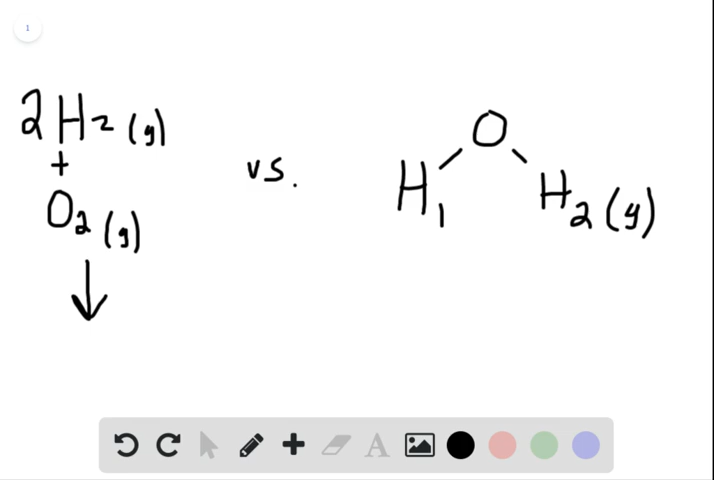 1
2H2(g)
+
O2(g)
↓
vs.
O
H1 H2(g)
A